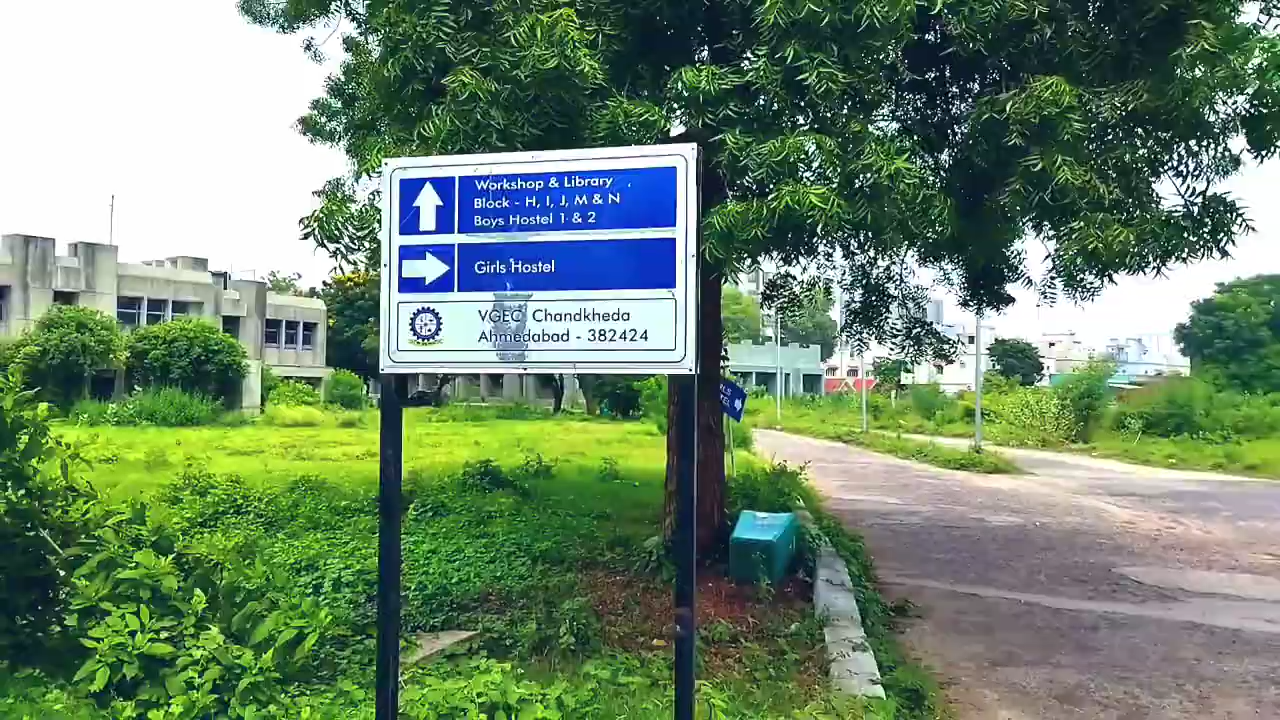 Workshop & Library
Block - H, I, J, M & N
Boys Hostel 1 & 2
Girls Hostel
VGEC, Chandkheda
Ahmedabad - 382424